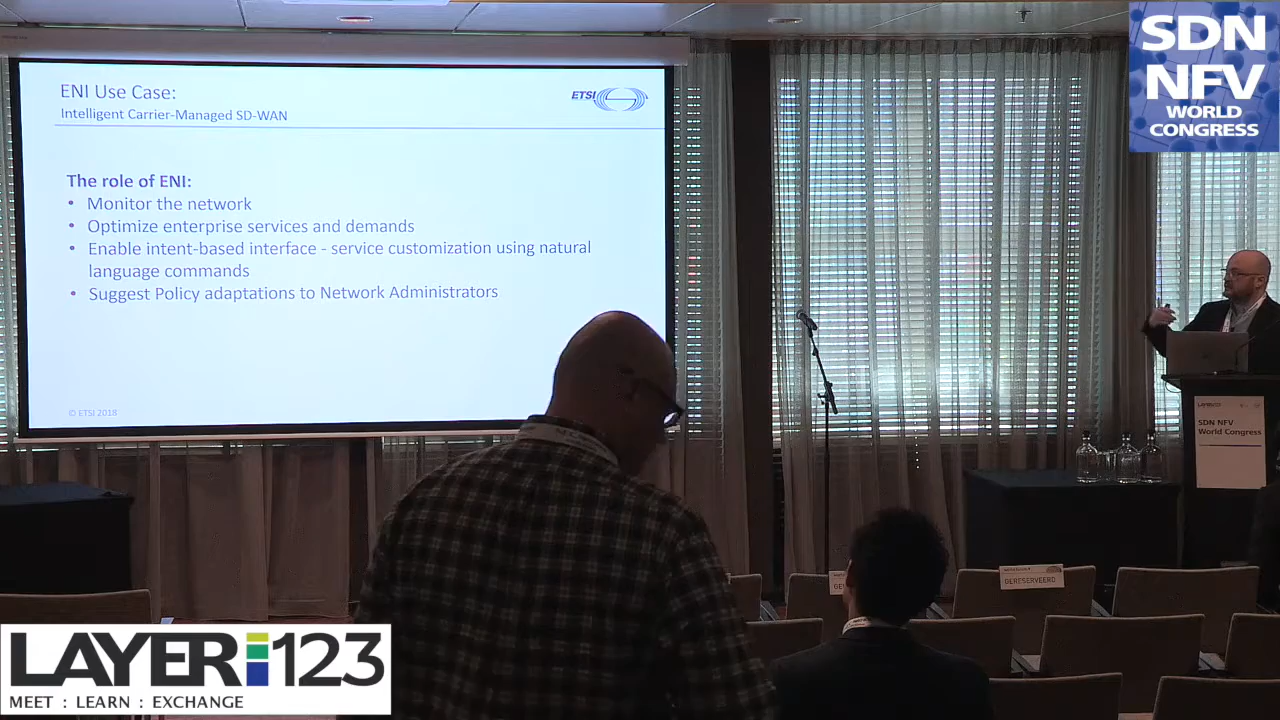 ENI Use Case:
Intelligent Carrier-Managed SD-WAN
ETSI
The role of ENI:
• Monitor the network
• Optimize enterprise services and demands
• Enable intent-based interface - service customization using natural
language commands
• Suggest Policy adaptations to Network Administrators
© ETSI 2018
SDN
NFV
WORLD
CONGRESS
SDN NFV
World Congress
GERESERVEERD
LAYER 123
MEET : LEARN : EXCHANGE